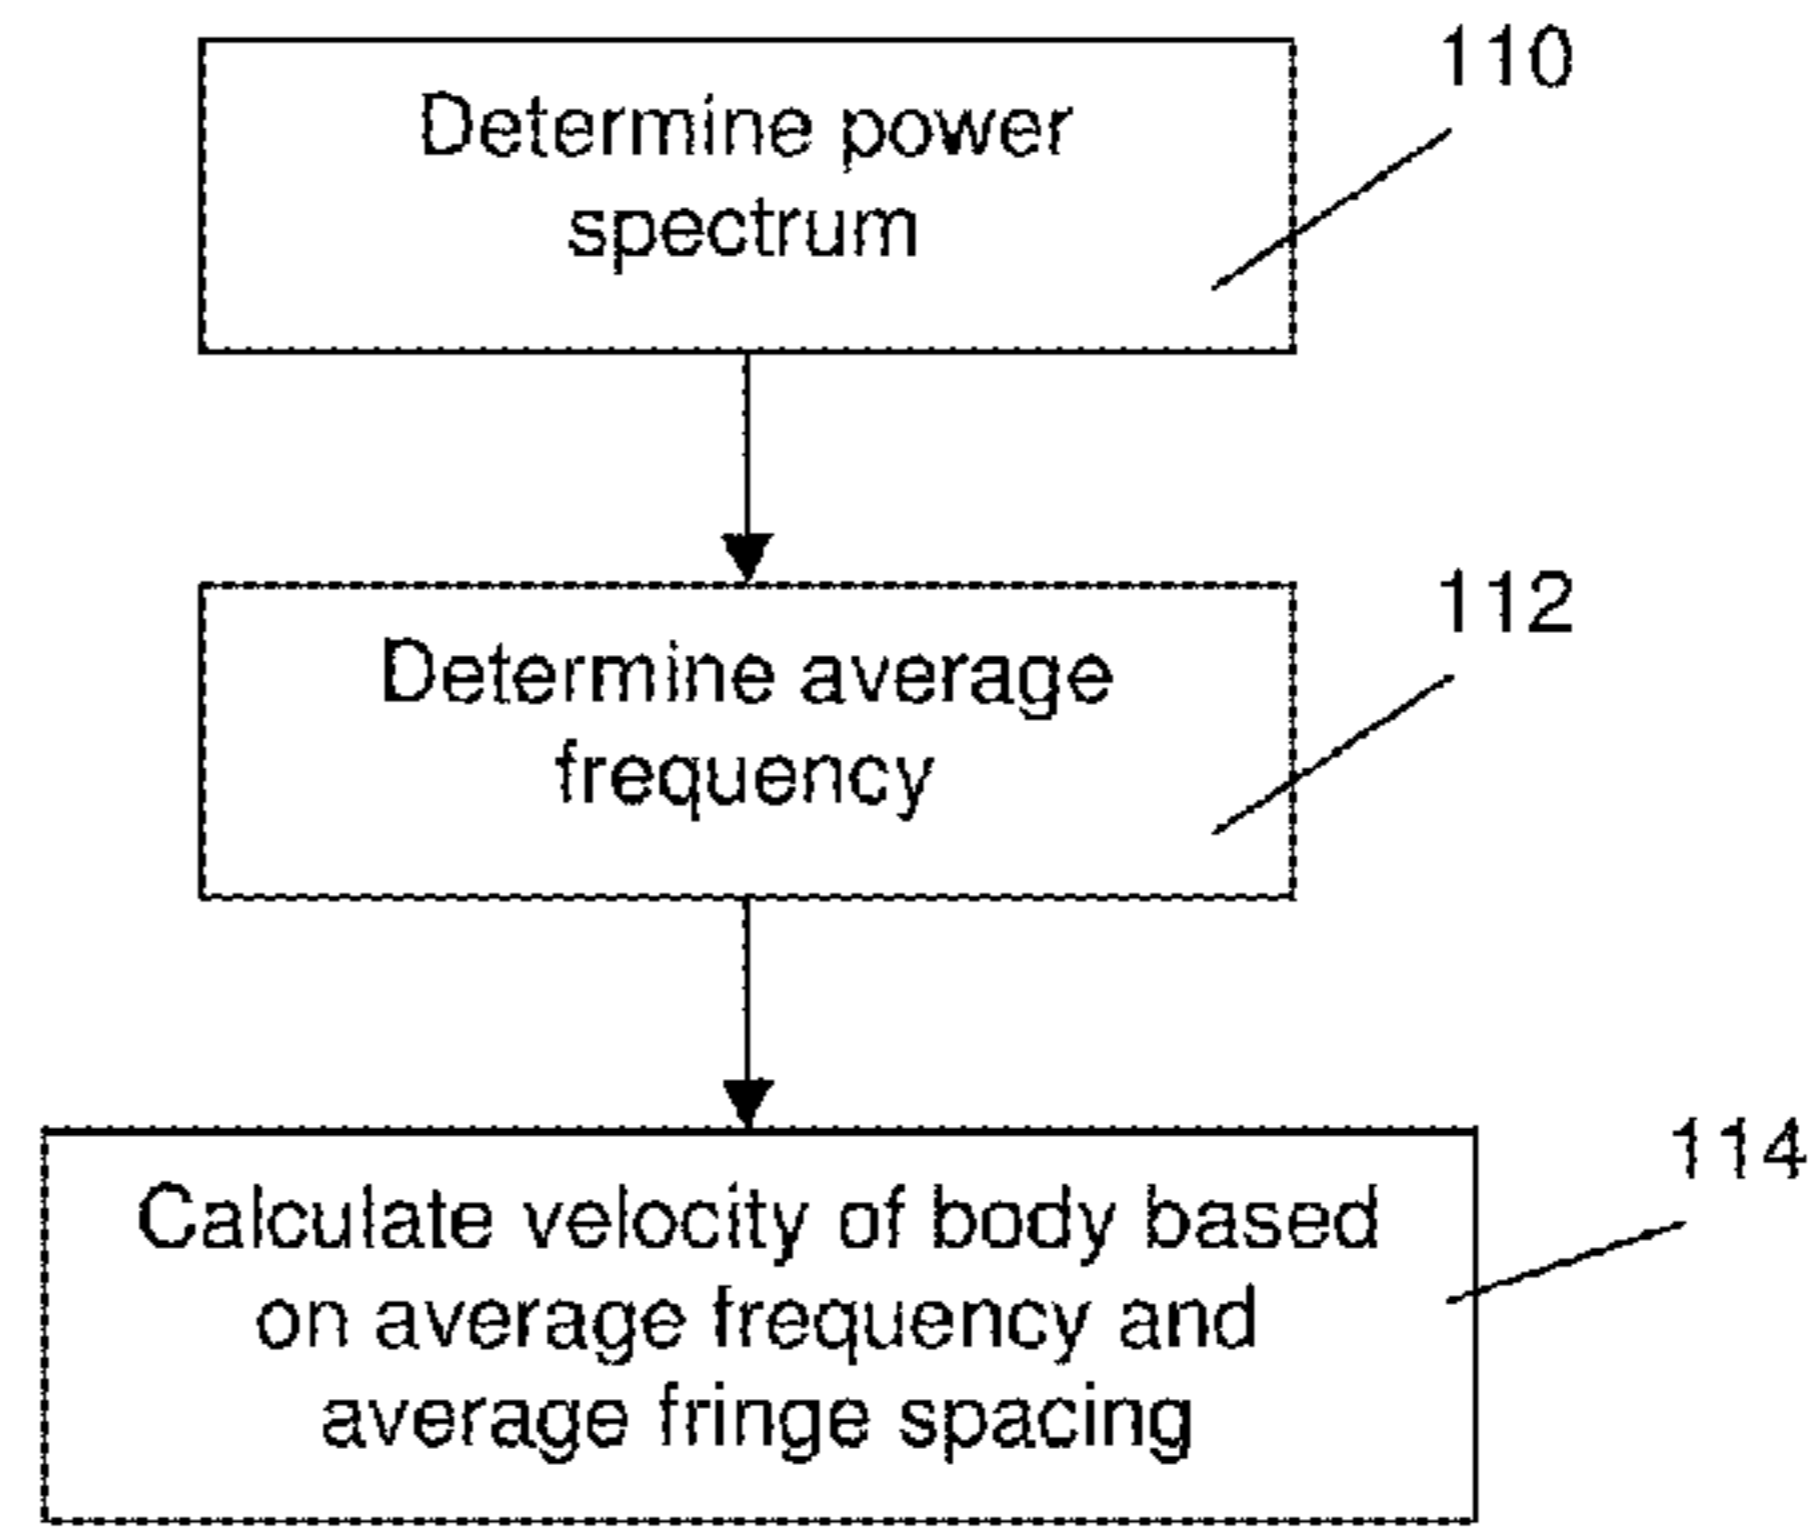 110
Determine power
spectrum
112
Determine average
frequency
114
Calculate velocity of body based
on average frequency and
average fringe spacing